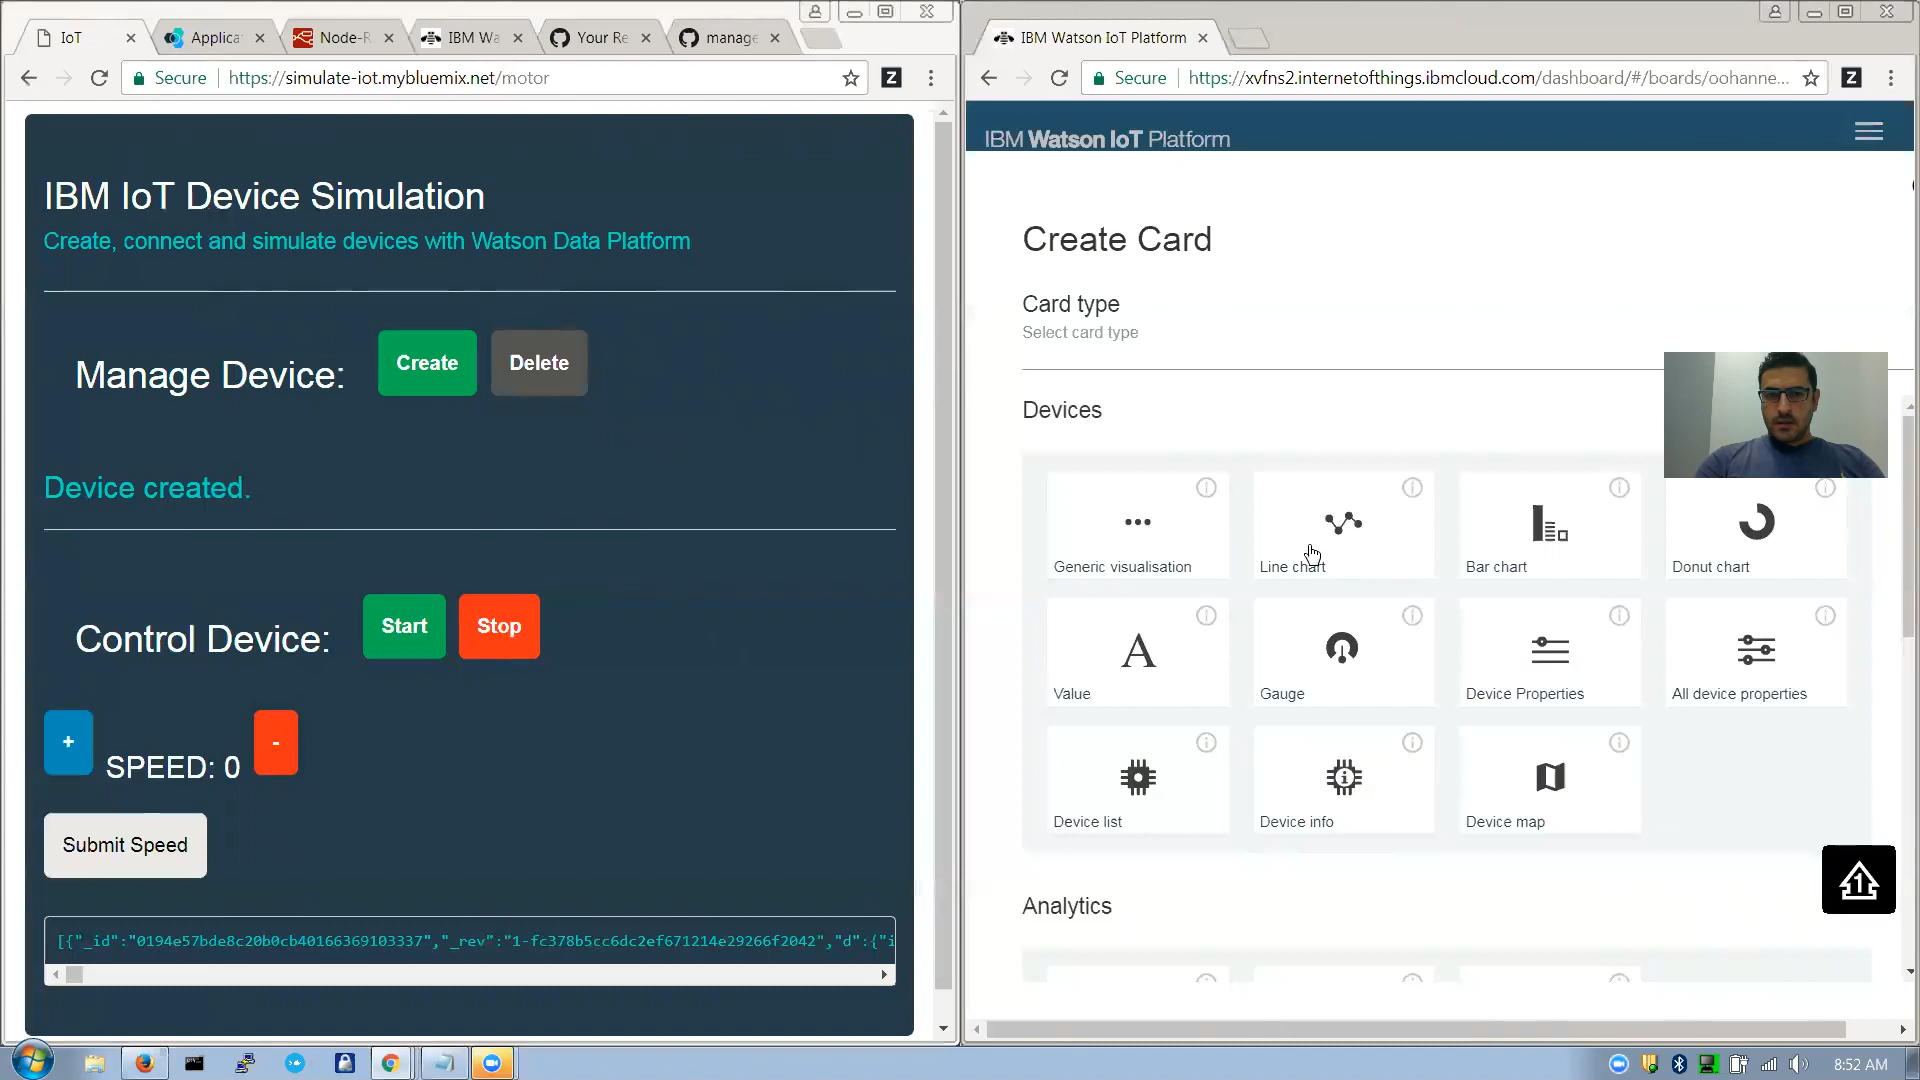 IoT
Applica
Node-R
IBM Wa
Your Re
manage
Secure
https://simulate-iot.mybluemix.net/motor
Z
IBM IoT Device Simulation
Create, connect and simulate devices with Watson Data Platform
Manage Device:
Create
Delete
Device created.
Control Device:
Start
Stop
+
SPEED: 0
-
Submit Speed
[{"_id":"0194e57bde8c20b0cb40166369103337","_rev":"1-fc378b5cc6dc2ef671214e29266f2042","d":{"i
IBM Watson IoT Platform
Secure
https://xvfns2.internetofthings.ibmcloud.com/dashboard/#/boards/oohanne...
Z
IBM Watson IoT Platform
Create Card
Card type
Select card type
Devices
Generic visualisation
Line chart
Bar chart
Donut chart
A
Value
Gauge
Device Properties
All device properties
Device list
Device info
Device map
1
Analytics
8:52 AM